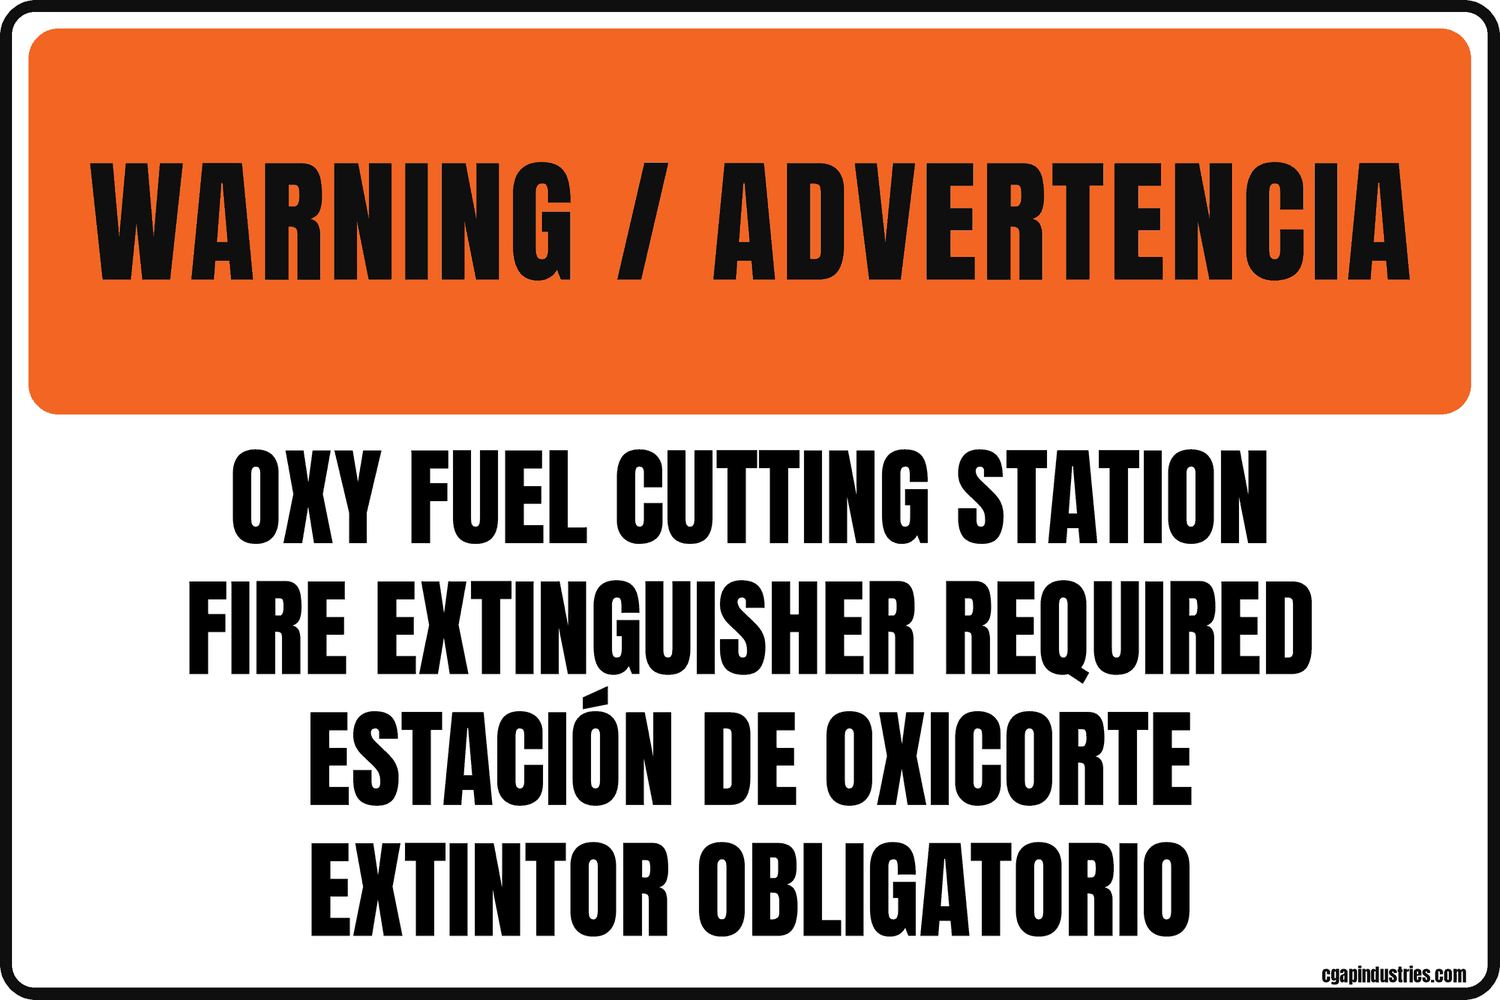 WARNING / ADVERTENCIA
OXY FUEL CUTTING STATION
FIRE EXTINGUISHER REQUIRED
ESTACIÓN DE OXICORTE
EXTINTOR OBLIGATORIO
cgapindustries.com